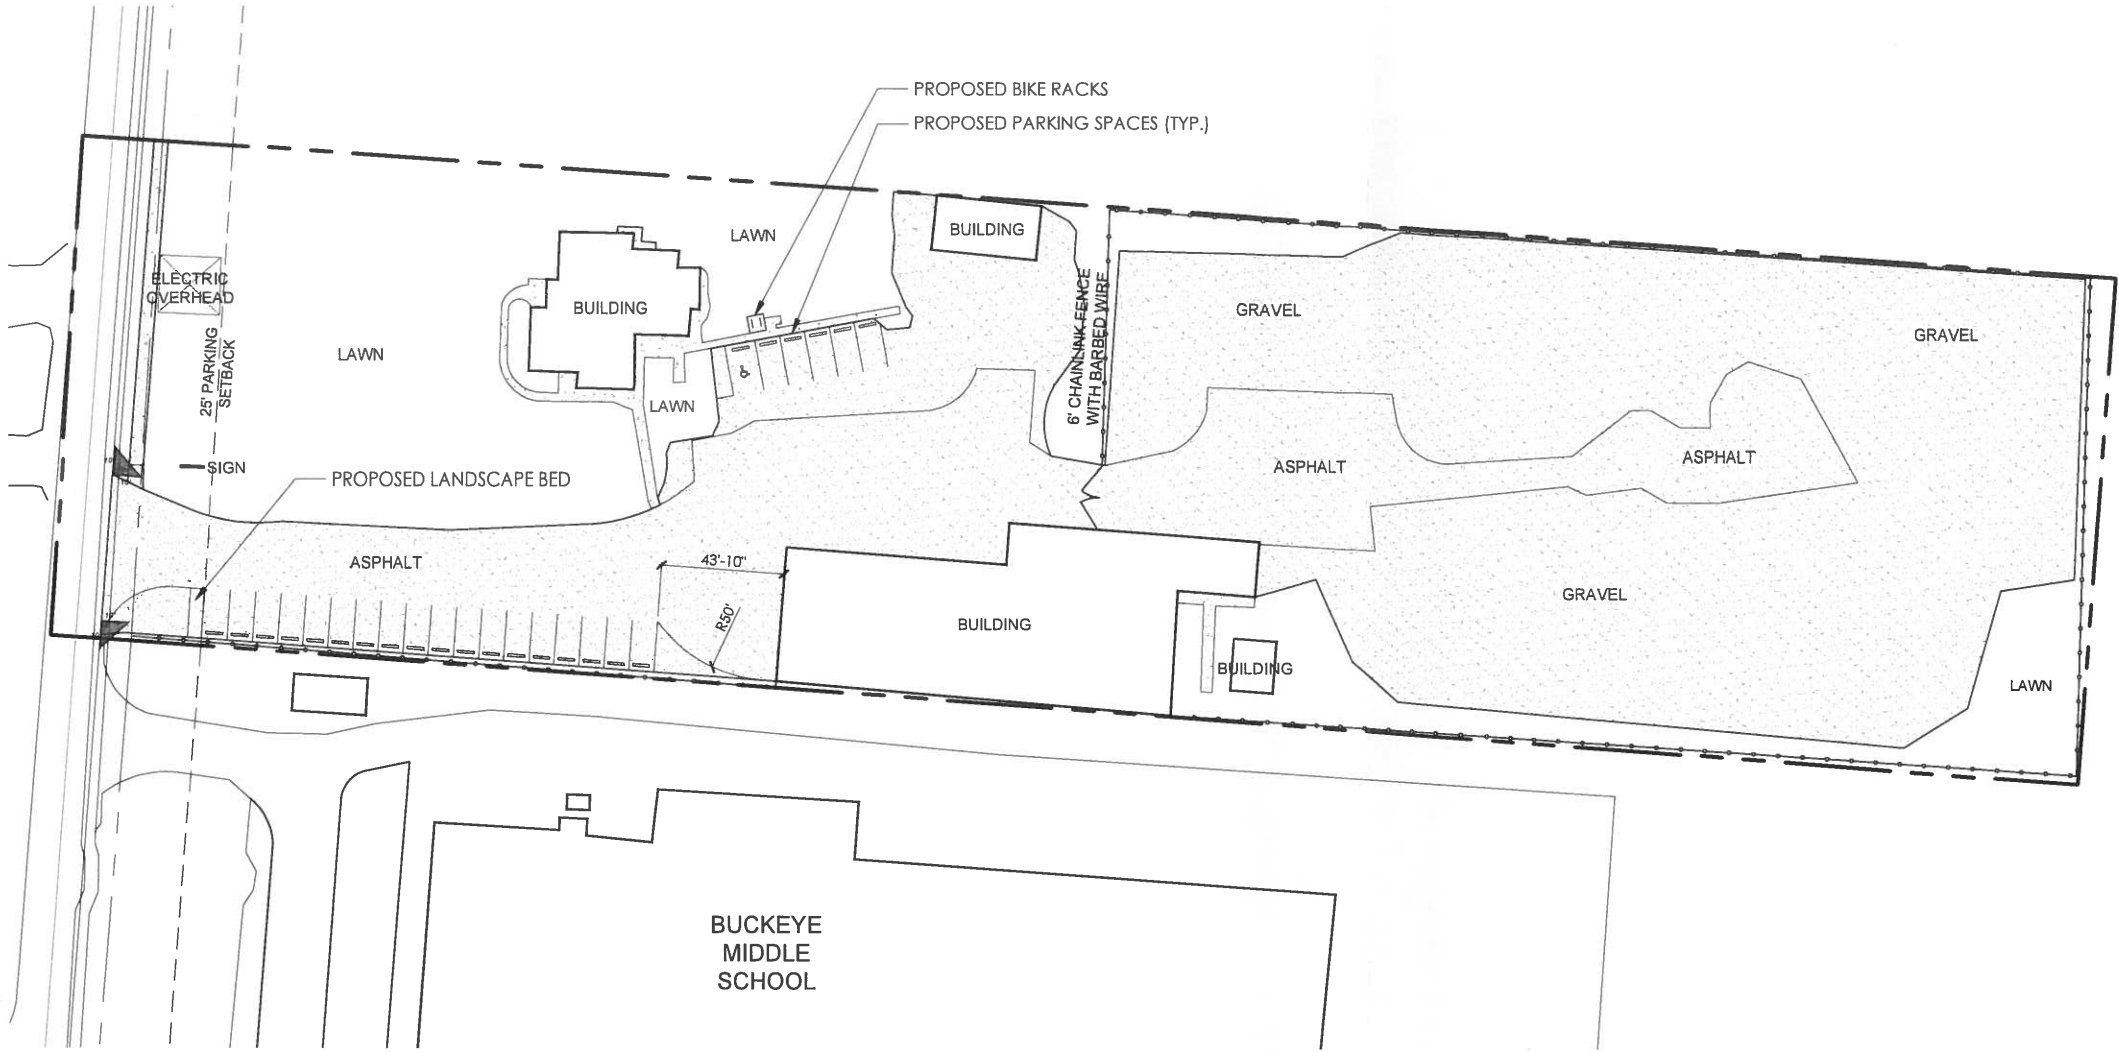 PROPOSED BIKE RACKS
PROPOSED PARKING SPACES (TYP.)
LAWN
BUILDING
ELECTRIC
OVERHEAD
BUILDING
GRAVEL
GRAVEL
25' PARKING
SETBACK
LAWN
6' CHAINLINK FENCE
WITH BARBED WIRE
9'
LAWN
SIGN
PROPOSED LANDSCAPE BED
ASPHALT
ASPHALT
ASPHALT
43'-10"
R50'
GRAVEL
BUILDING
BUILDING
LAWN
BUCKEYE
MIDDLE
SCHOOL